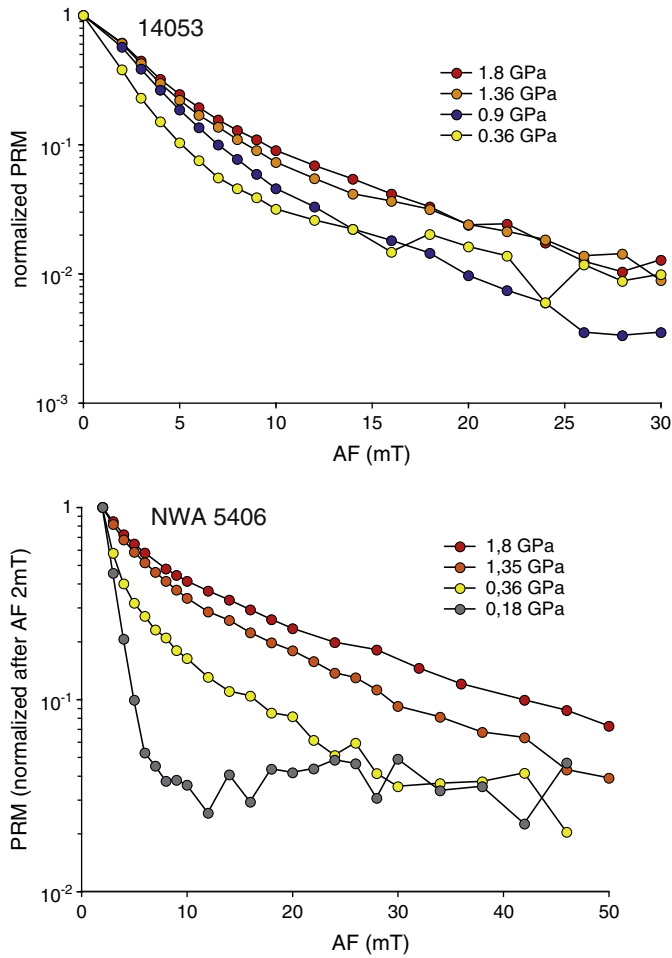 14053
1
10-1
10-2
10-3
normalized PRM
1.8 GPa
1.36 GPa
0.9 GPa
0.36 GPa
0 5 10 15 20 25 30
AF (mT)
NWA 5406
1
10-1
10-2
PRM (normalized after AF 2mT)
1,8 GPa
1,35 GPa
0,36 GPa
0,18 GPa
0 10 20 30 40 50
AF (mT)